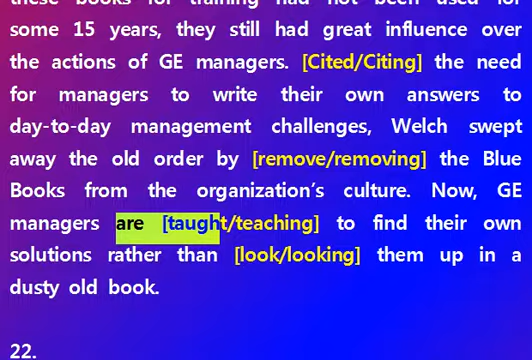 these books for training had not been used for
some 15 years, they still had great influence over
the actions of GE managers. [Cited/Citing] the need
for managers to write their own answers to
day-to-day management challenges, Welch swept
away the old order by [remove/removing] the Blue
Books from the organization's culture. Now, GE
managers are [taught/teaching] to find their own
solutions rather than [look/looking] them up in a
dusty old book.
22.